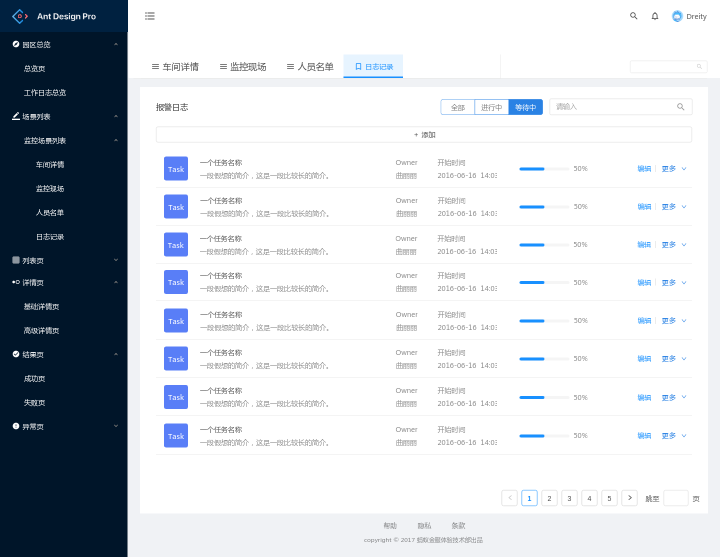 Ant Design Pro
Dreity
园区总览
总览页
工作日志总览
场景列表
监控场景列表
车间详情
监控现场
人员名单
日志记录
列表页
详情页
基础详情页
高级详情页
结果页
成功页
失败页
异常页
车间详情 监控现场 人员名单 日志记录
报警日志 全部 进行中 等待中 请输入
+ 添加
Task 一个任务名称 Owner 开始时间 50% 编辑 更多
一段假想的简介，这是一段比较长的简介。 曲丽丽 2016-06-16 14:03
Task 一个任务名称 Owner 开始时间 50% 编辑 更多
一段假想的简介，这是一段比较长的简介。 曲丽丽 2016-06-16 14:03
Task 一个任务名称 Owner 开始时间 50% 编辑 更多
一段假想的简介，这是一段比较长的简介。 曲丽丽 2016-06-16 14:03
Task 一个任务名称 Owner 开始时间 50% 编辑 更多
一段假想的简介，这是一段比较长的简介。 曲丽丽 2016-06-16 14:03
Task 一个任务名称 Owner 开始时间 50% 编辑 更多
一段假想的简介，这是一段比较长的简介。 曲丽丽 2016-06-16 14:03
Task 一个任务名称 Owner 开始时间 50% 编辑 更多
一段假想的简介，这是一段比较长的简介。 曲丽丽 2016-06-16 14:03
Task 一个任务名称 Owner 开始时间 50% 编辑 更多
一段假想的简介，这是一段比较长的简介。 曲丽丽 2016-06-16 14:03
Task 一个任务名称 Owner 开始时间 50% 编辑 更多
一段假想的简介，这是一段比较长的简介。 曲丽丽 2016-06-16 14:03
< 1 2 3 4 5 > 跳至 页
帮助 隐私 条款
copyright © 2017 蚂蚁金服体验技术部出品